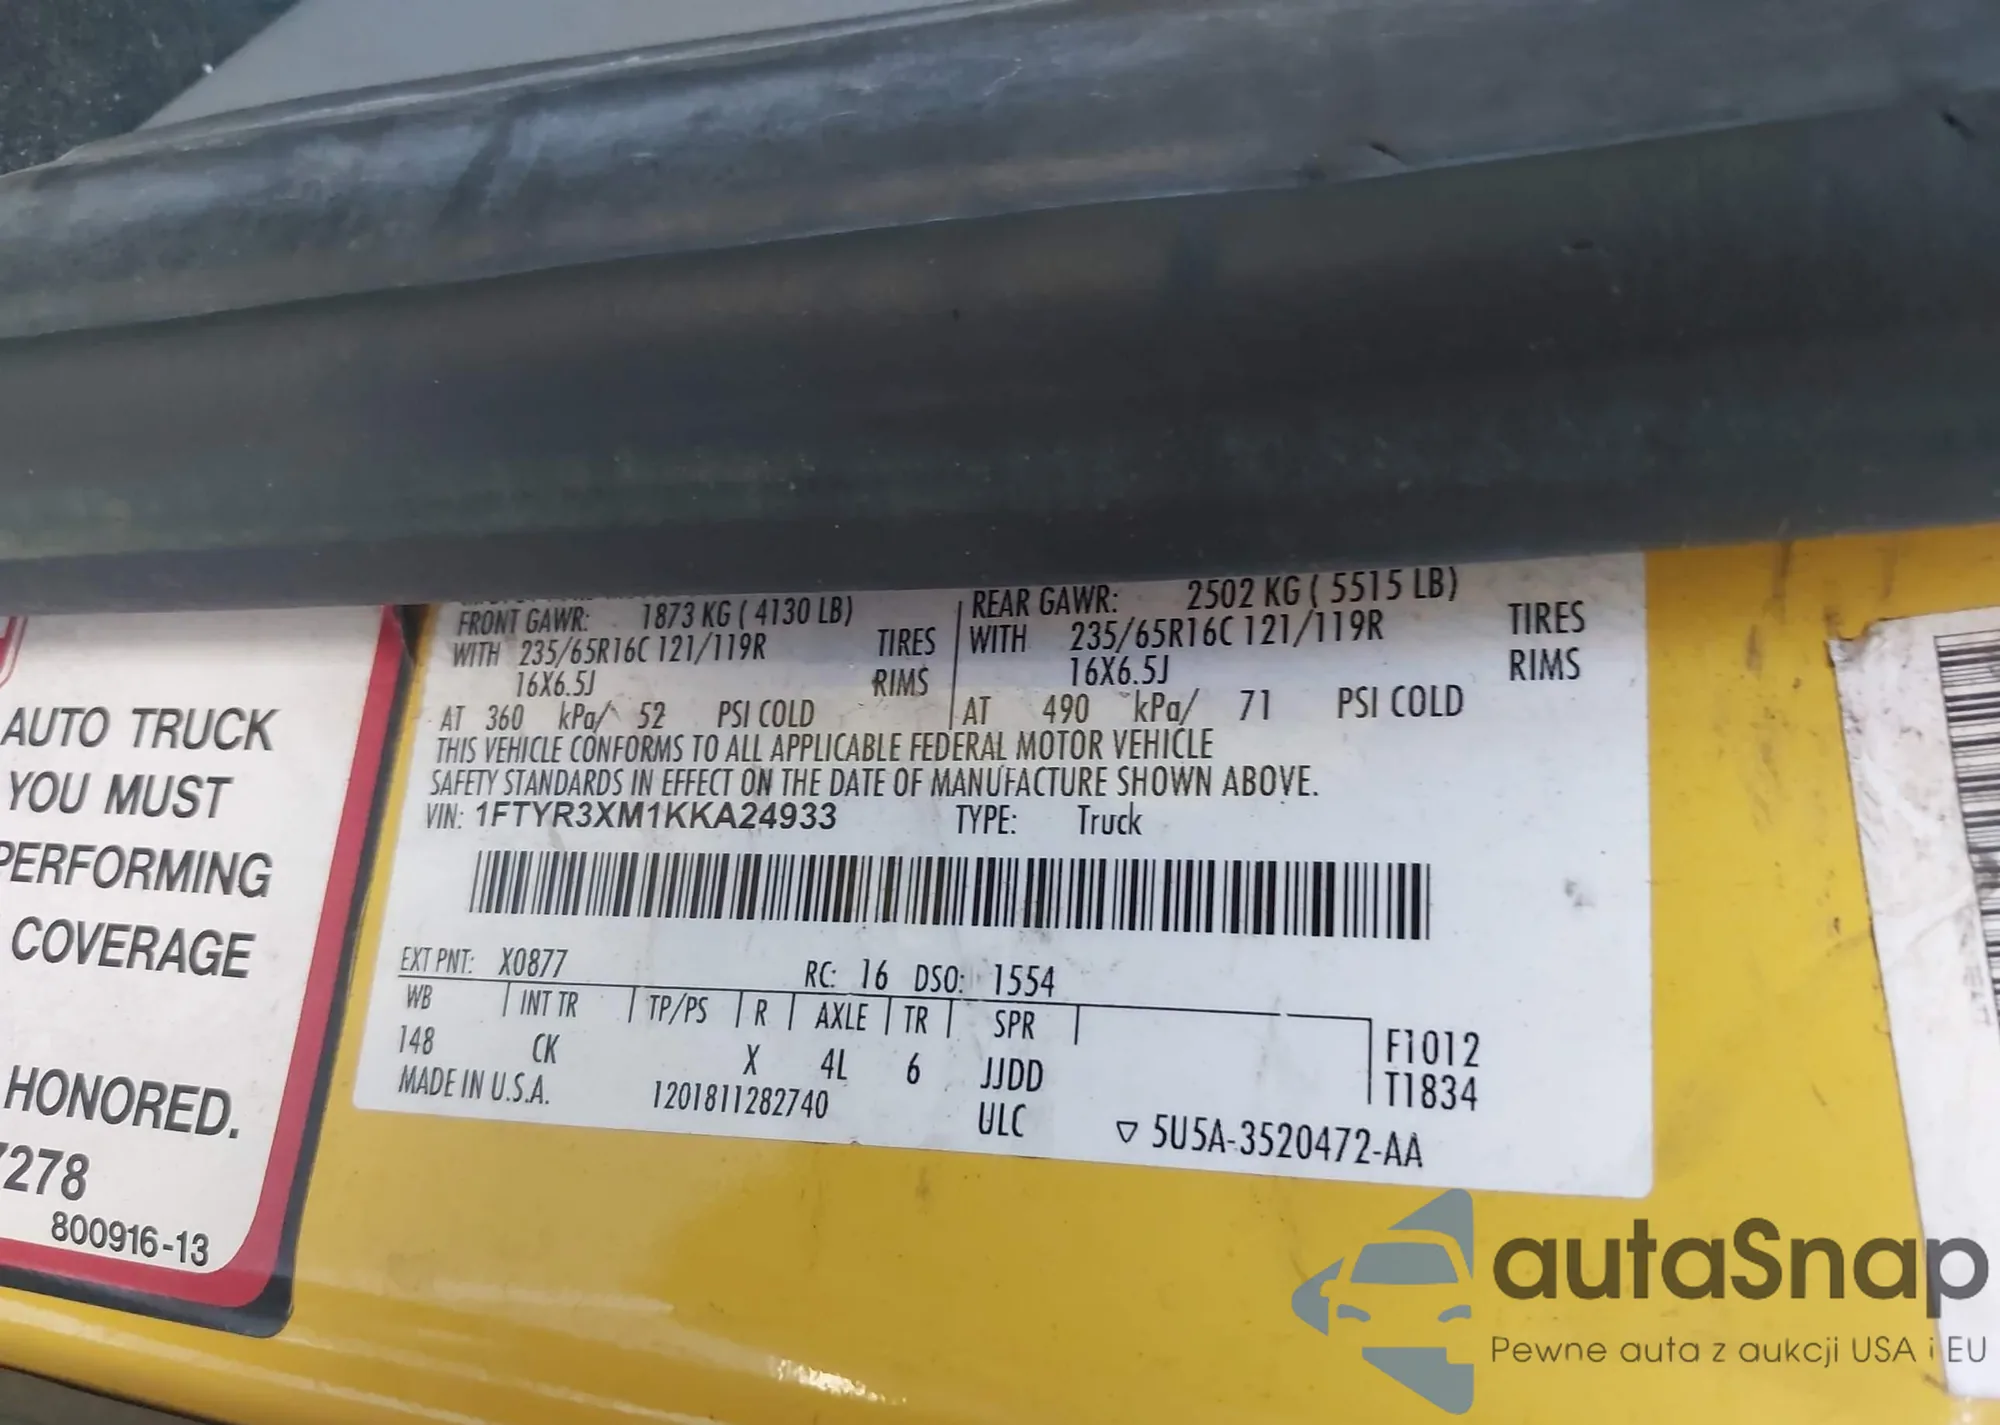 AUTO TRUCK
YOU MUST
PERFORMING
COVERAGE
HONORED.
7278
800916-13
FRONT GAWR: 1873 KG ( 4130 LB)
WITH 235/65R16C 121/119R TIRES
16X6.5J RIMS
AT 360 kPa/ 52 PSI COLD
REAR GAWR: 2502 KG ( 5515 LB)
WITH 235/65R16C 121/119R TIRES
16X6.5J RIMS
AT 490 kPa/ 71 PSI COLD
THIS VEHICLE CONFORMS TO ALL APPLICABLE FEDERAL MOTOR VEHICLE
SAFETY STANDARDS IN EFFECT ON THE DATE OF MANUFACTURE SHOWN ABOVE.
VIN: 1FTYR3XM1KKA24933 TYPE: Truck
EXT PNT: X0877 RC: 16 DSO: 1554
WB INT TR TP/PS R AXLE TR SPR
148 CK X 4L 6 JJDD
F1012
T1834
MADE IN U.S.A. 1201811282740 ULC
▽ 5U5A-3520472-AA
autaSnap
Pewne auta z aukcji USA i EU